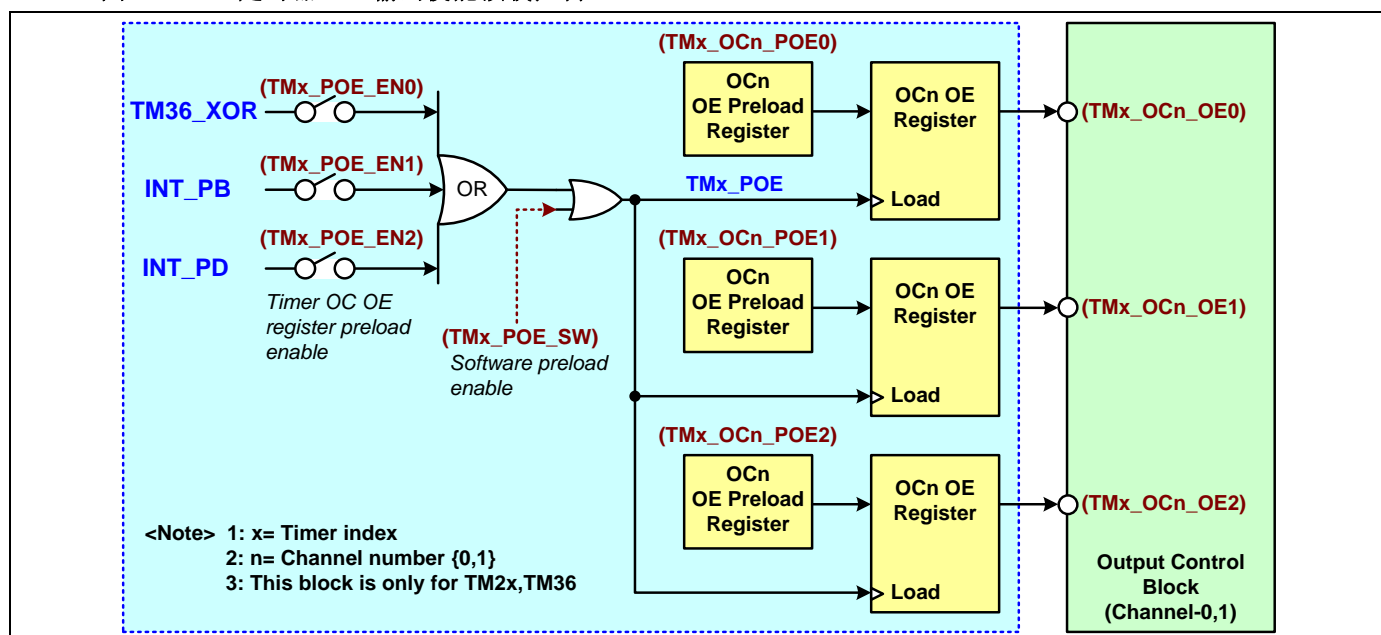 (TMx_OCn_POE0)
(TMx_POE_EN0)
TM36_XOR
OCn
OE Preload
Register
OCn OE
Register
(TMx_OCn_OE0)
(TMx_POE_EN1)
INT_PB
OR
TMx_POE
Load
(TMx_POE_EN2)
INT_PD
(TMx_OCn_POE1)
Timer OC OE
register preload
enable
(TMx_POE_SW)
Software preload
enable
OCn
OE Preload
Register
OCn OE
Register
(TMx_OCn_OE1)
Load
(TMx_OCn_POE2)
OCn
OE Preload
Register
OCn OE
Register
(TMx_OCn_OE2)
Load
<Note> 1: x= Timer index
2: n= Channel number {0,1}
3: This block is only for TM2x,TM36
Output Control
Block
(Channel-0,1)